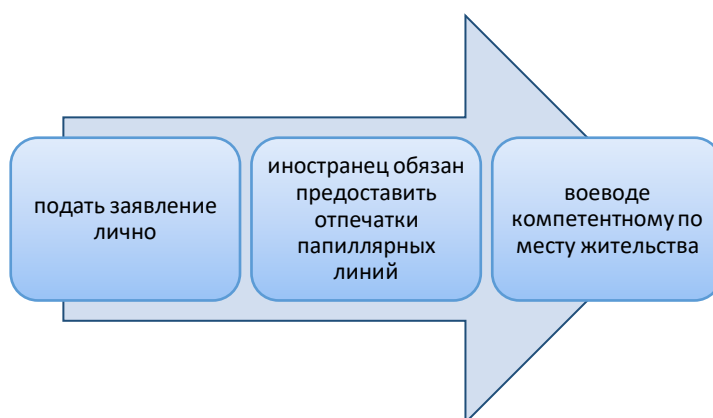 подать заявление
лично
иностранец обязан
предоставить
отпечатки
папиллярных
линий
воеводе
компетентному по
месту жительства